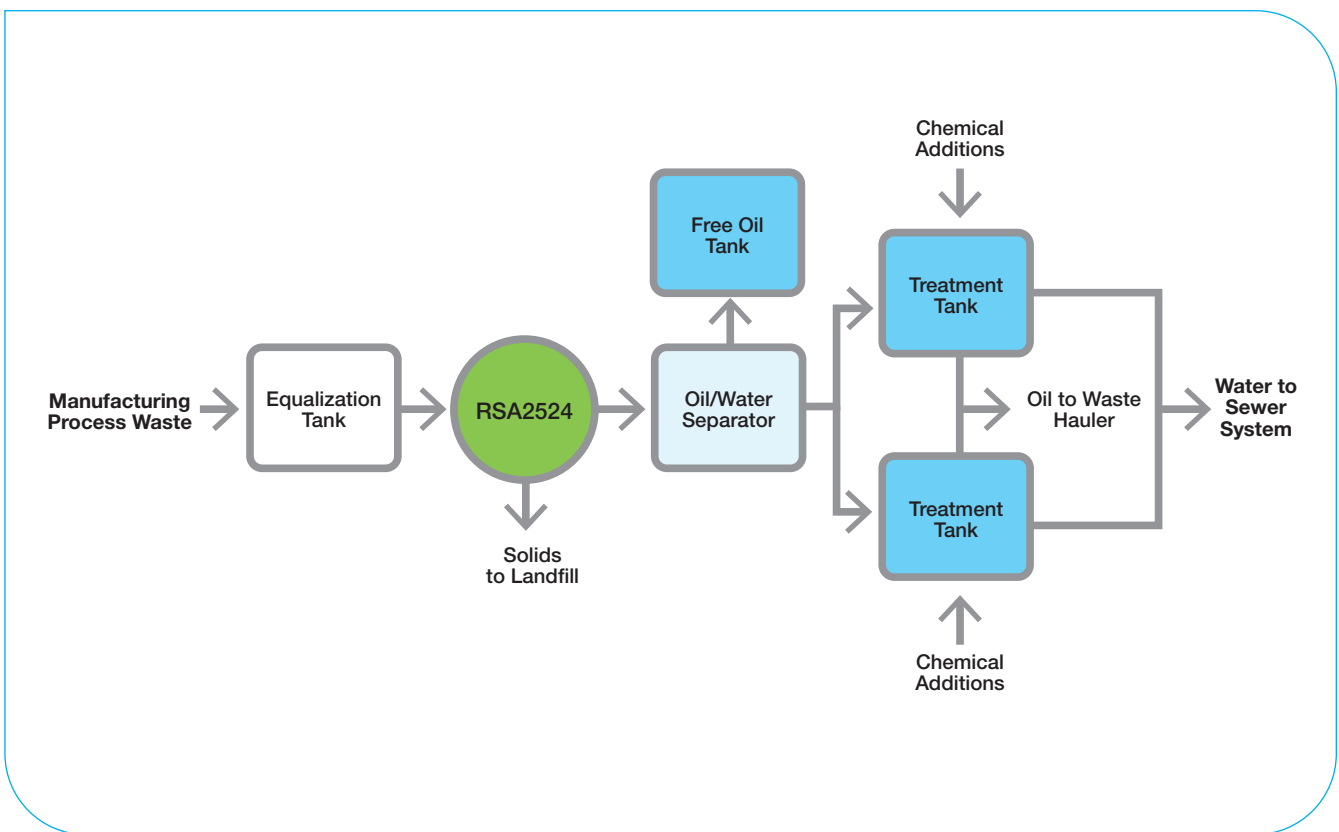 Manufacturing
Process Waste
Equalization
Tank
RSA2524
Solids
to Landfill
Free Oil
Tank
Oil/Water
Separator
Chemical
Additions
Treatment
Tank
Oil to Waste
Hauler
Treatment
Tank
Chemical
Additions
Water to
Sewer
System